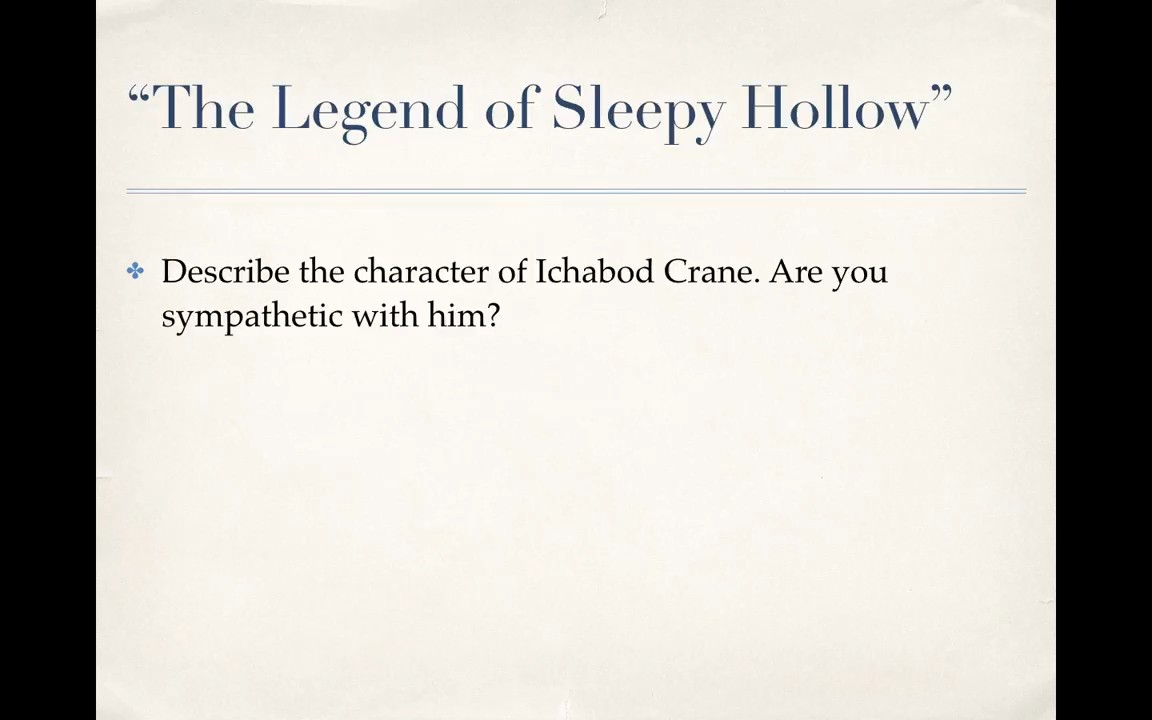 “The Legend of Sleepy Hollow”
Describe the character of Ichabod Crane. Are you
sympathetic with him?